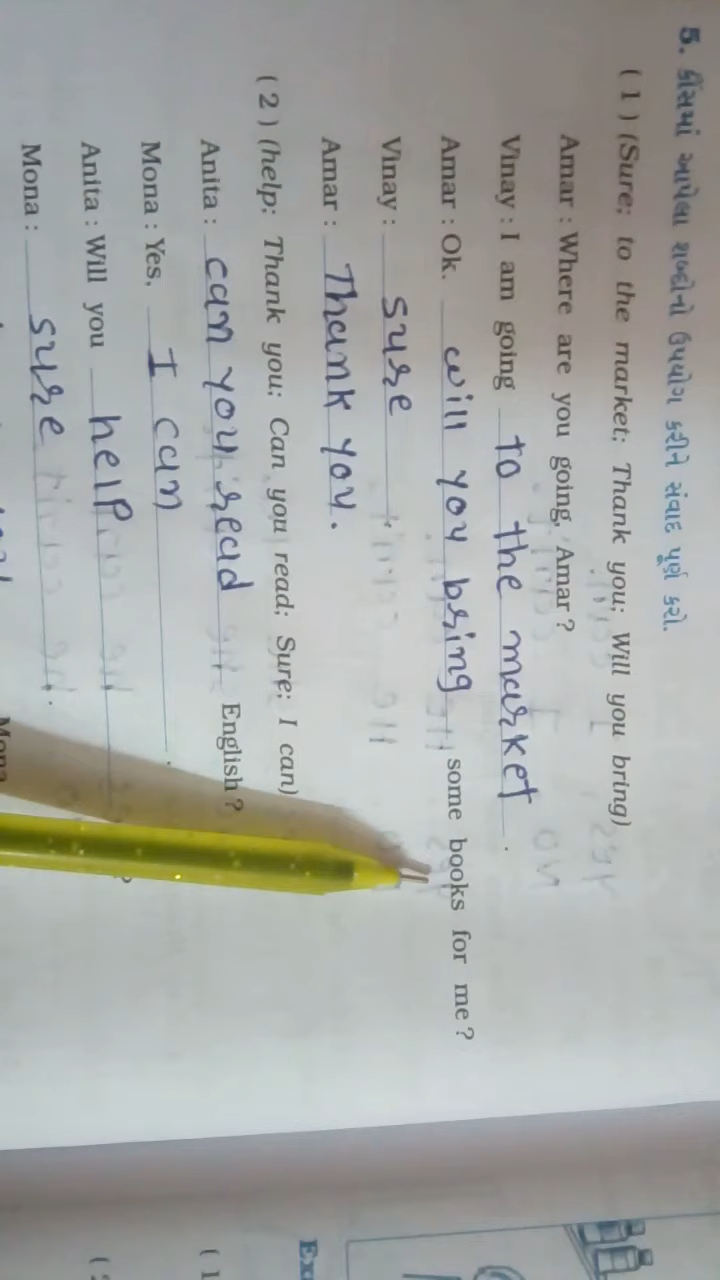 5. કૌંસમાં આપેલા શબ્દોનો ઉપયોગ કરીને સંવાદ પૂર્ણ કરો.
( 1 ) (Sure; to the market; Thank you; Will you bring)
Amar : Where are you going, Amar ?
Vinay : I am going to the market .
Amar : Ok. will you bring some books for me ?
Vinay : sure .
Amar : Thank you.
( 2 ) (help; Thank you; Can you read; Sure; I can)
Anita : can you read English ?
Mona : Yes, I can .
Anita : Will you help ?
Mona : sure .
Mona
Ex
( 1
(